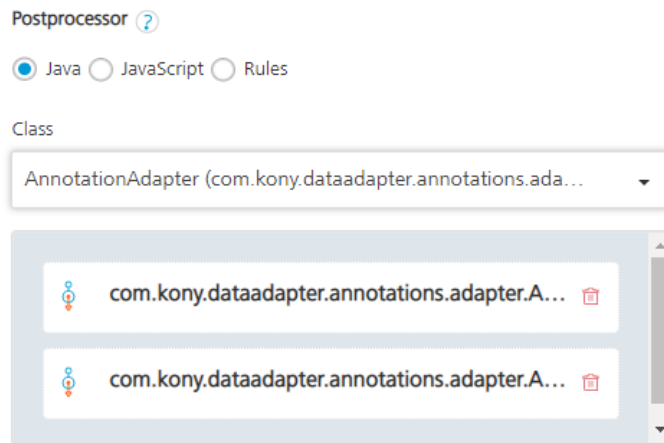 Postprocessor ?
Java JavaScript Rules
Class
AnnotationAdapter (com.kony.dataadapter.annotations.ada...
com.kony.dataadapter.annotations.adapter.A...
com.kony.dataadapter.annotations.adapter.A...